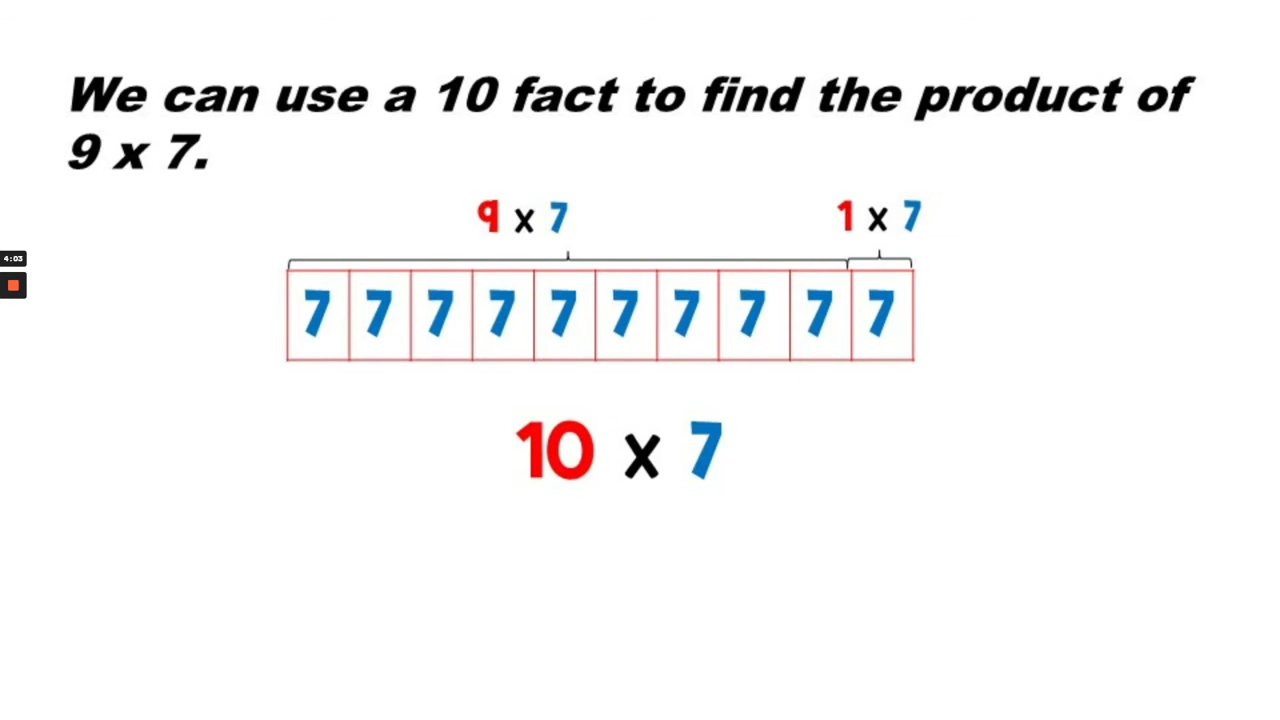 We can use a 10 fact to find the product of
9 x 7.
9 x 7 1 x 7
4:03
7 7 7 7 7 7 7 7 7 7
10 x 7